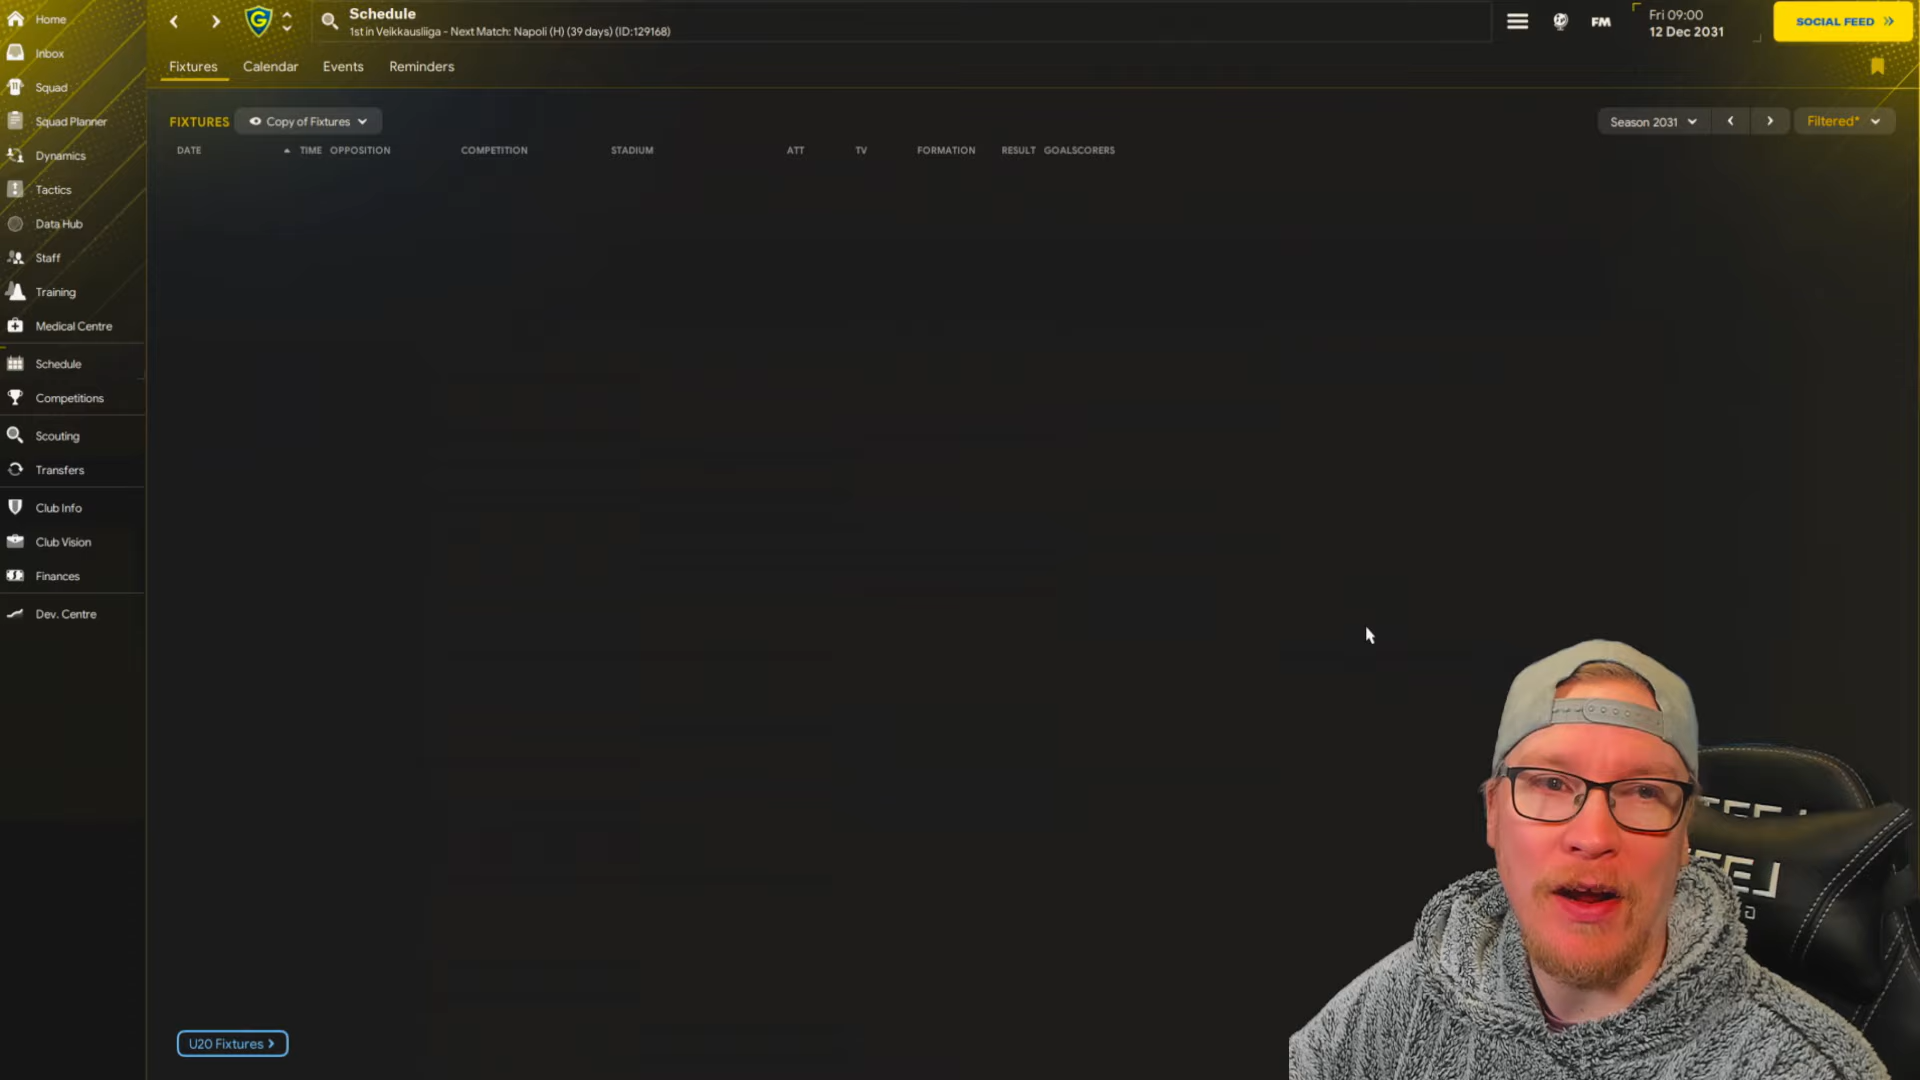 Home
Inbox
Squad
Squad Planner
Dynamics
Tactics
Data Hub
Staff
Training
Medical Centre
Schedule
Competitions
Scouting
Transfers
Club Info
Club Vision
Finances
Dev. Centre
G
Schedule
1st in Veikkausliiga - Next Match: Napoli (H) (39 days) (ID:129168)
FM
Fri 09:00
12 Dec 2031
SOCIAL FEED
Fixtures
Calendar
Events
Reminders
FIXTURES
Copy of Fixtures
Season 2031
Filtered*
DATE TIME OPPOSITION COMPETITION STADIUM ATT TV FORMATION RESULT GOALSCORERS
U20 Fixtures